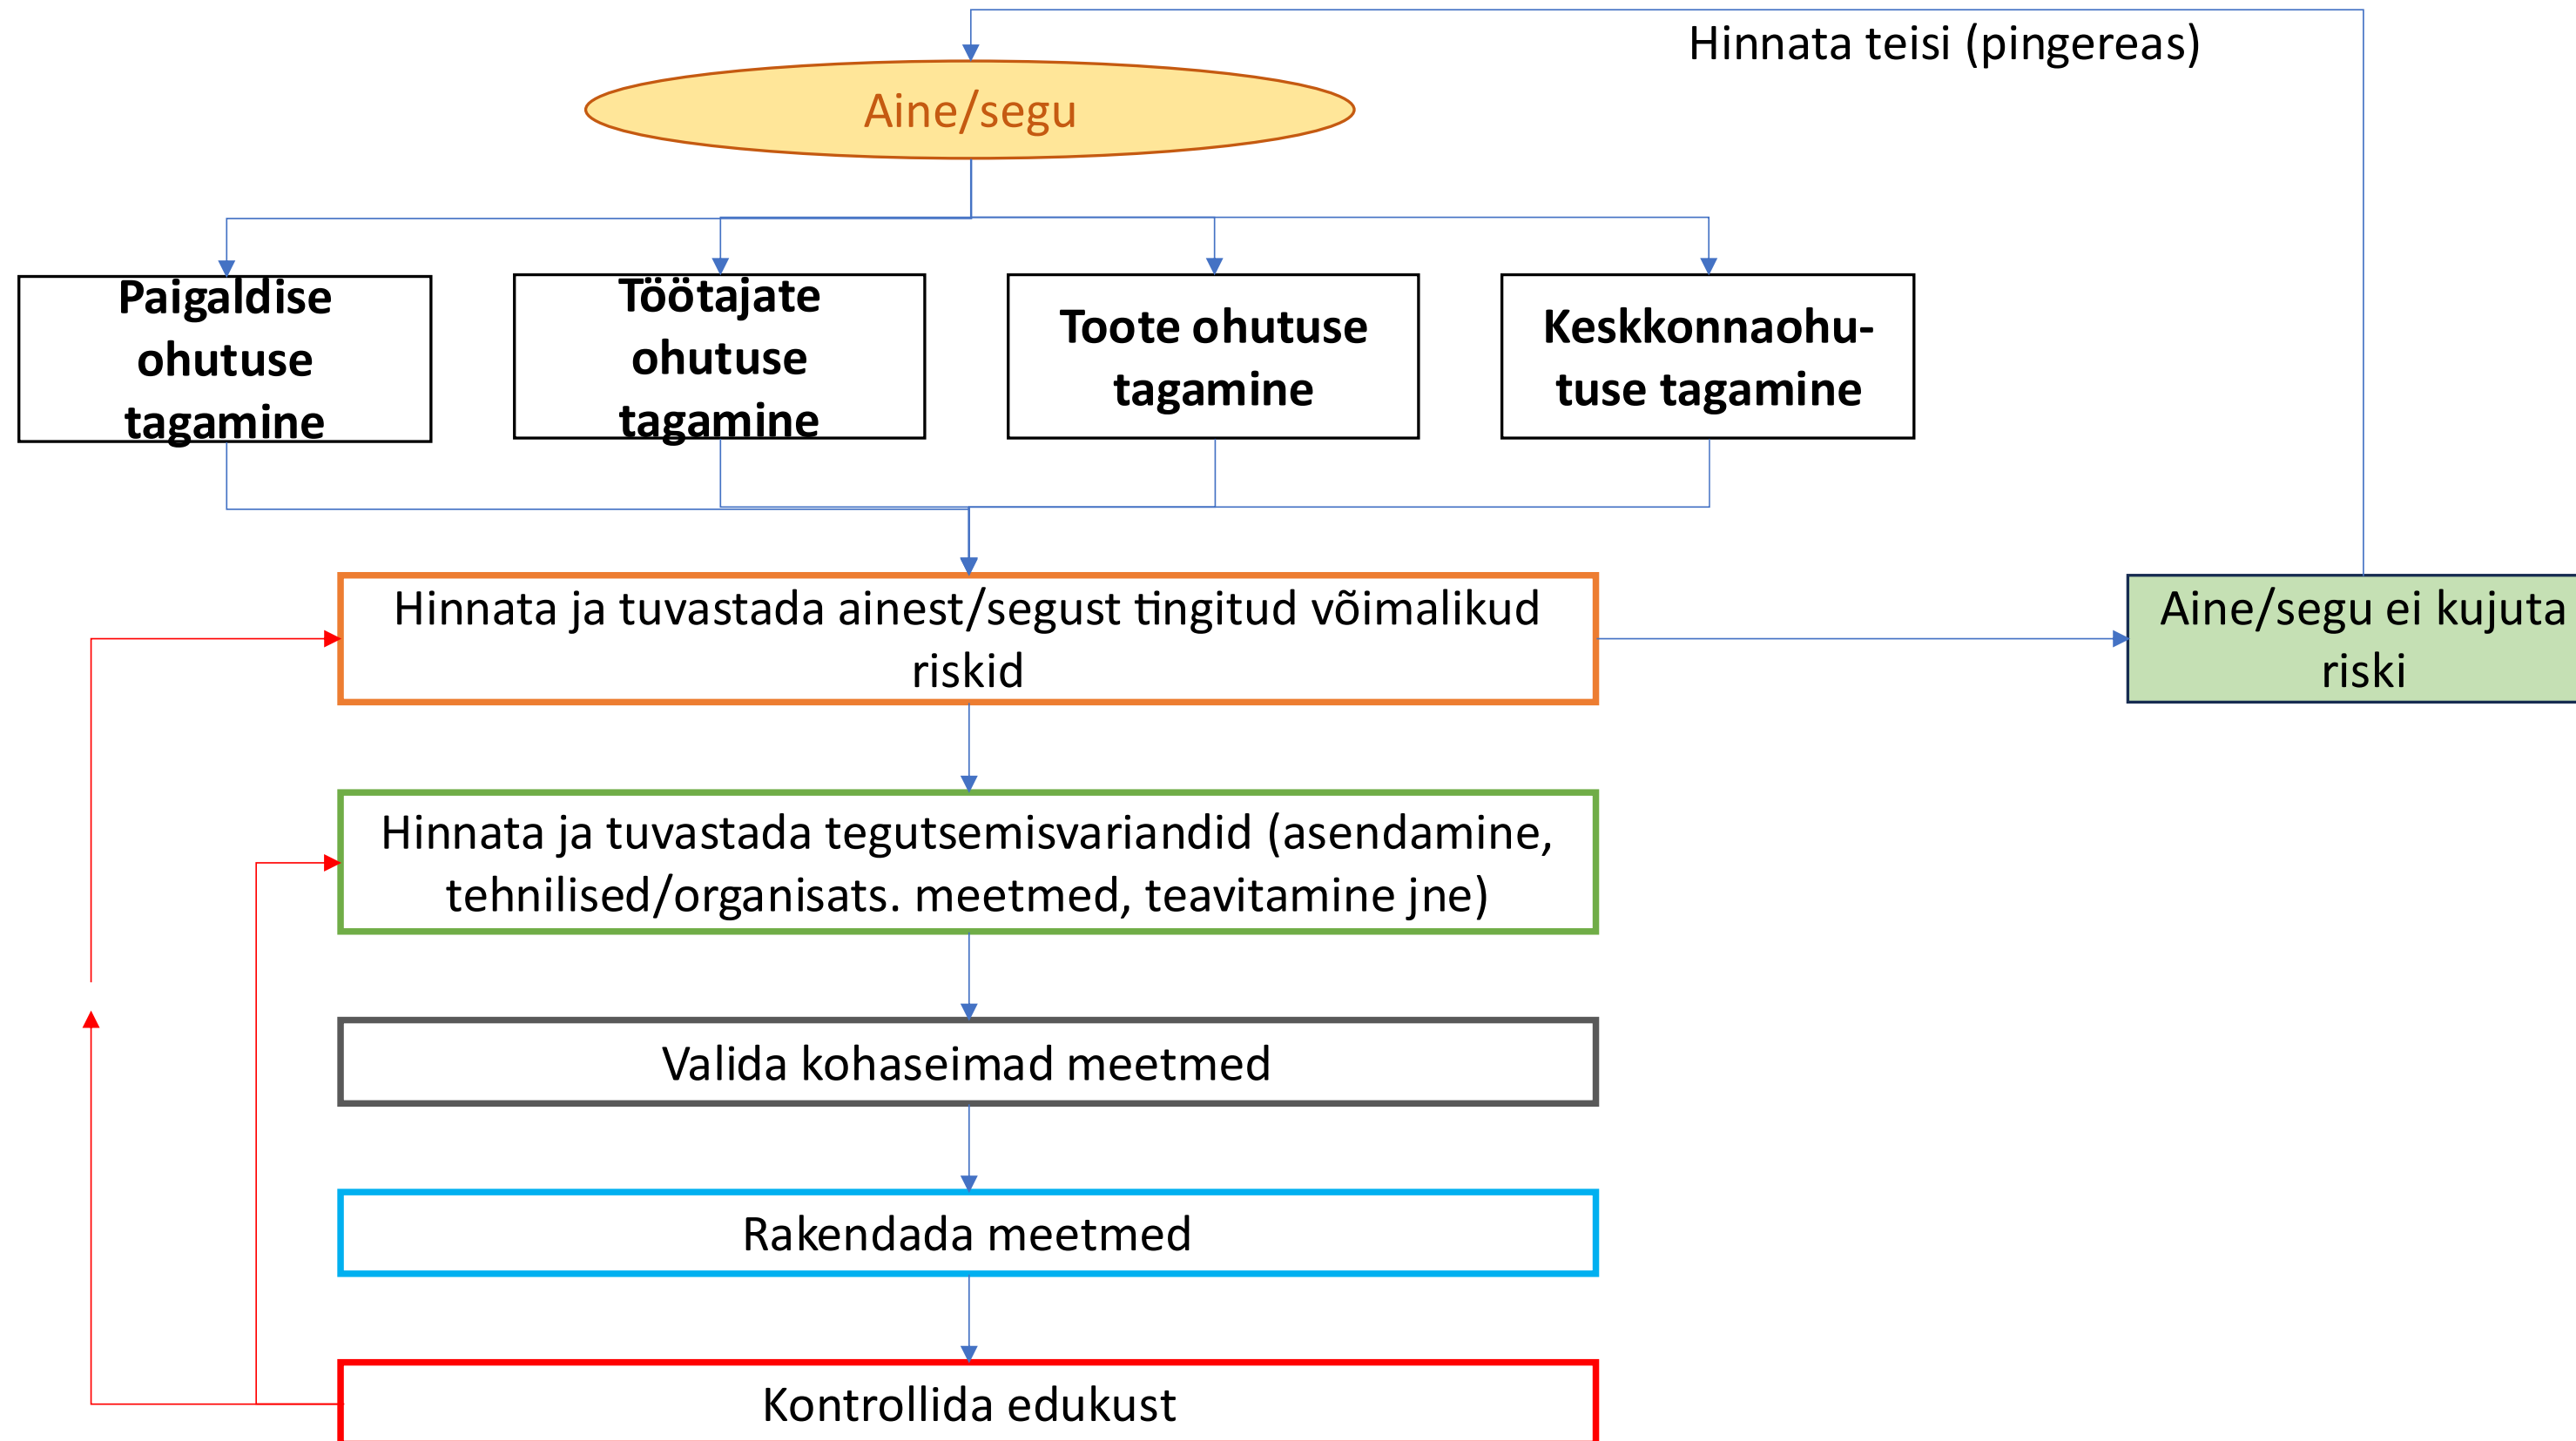 Hinnata teisi (pingereas)
Aine/segu
Paigaldise
ohutuse
tagamine
Töötajate
ohutuse
tagamine
Toote ohutuse
tagamine
Keskkonnaohu-
tuse tagamine
Hinnata ja tuvastada ainest/segust tingitud võimalikud
riskid
Aine/segu ei kujuta
riski
Hinnata ja tuvastada tegutsemisvariandid (asendamine,
tehnilised/organisats. meetmed, teavitamine jne)
Valida kohaseimad meetmed
Rakendada meetmed
Kontrollida edukust